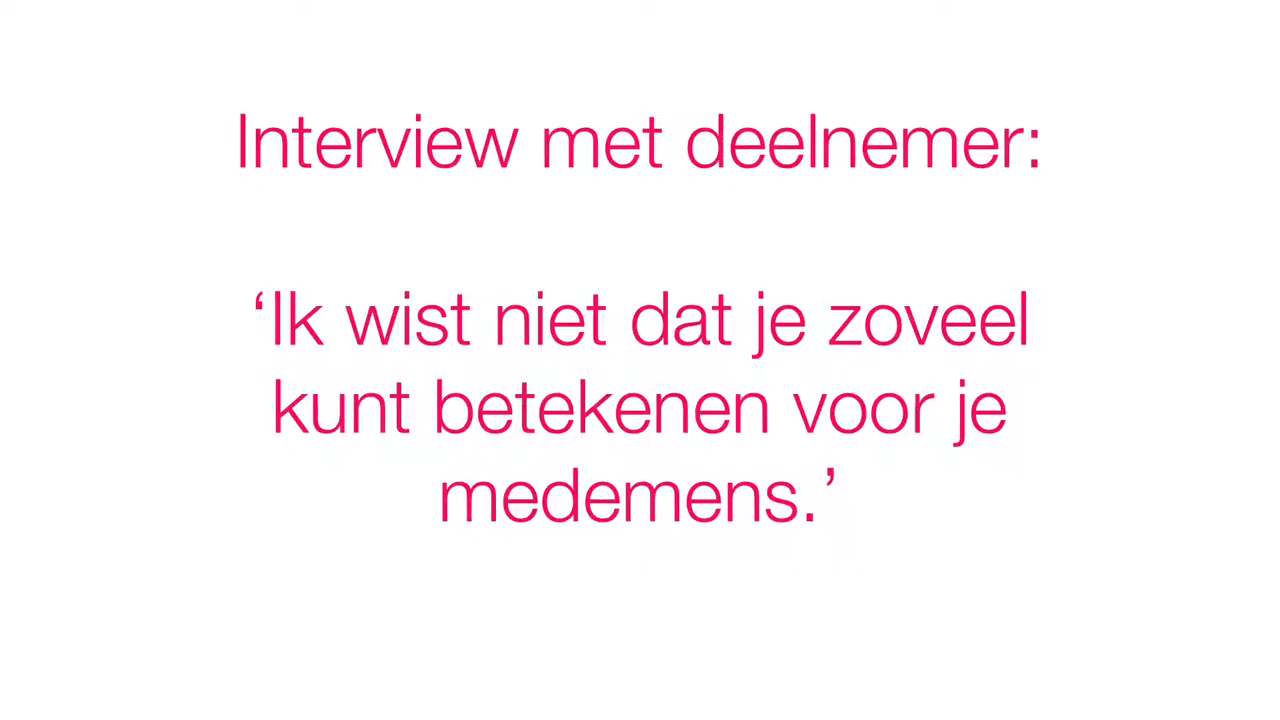 Interview met deelnemer:
‘Ik wist niet dat je zoveel
kunt betekenen voor je
medemens.’